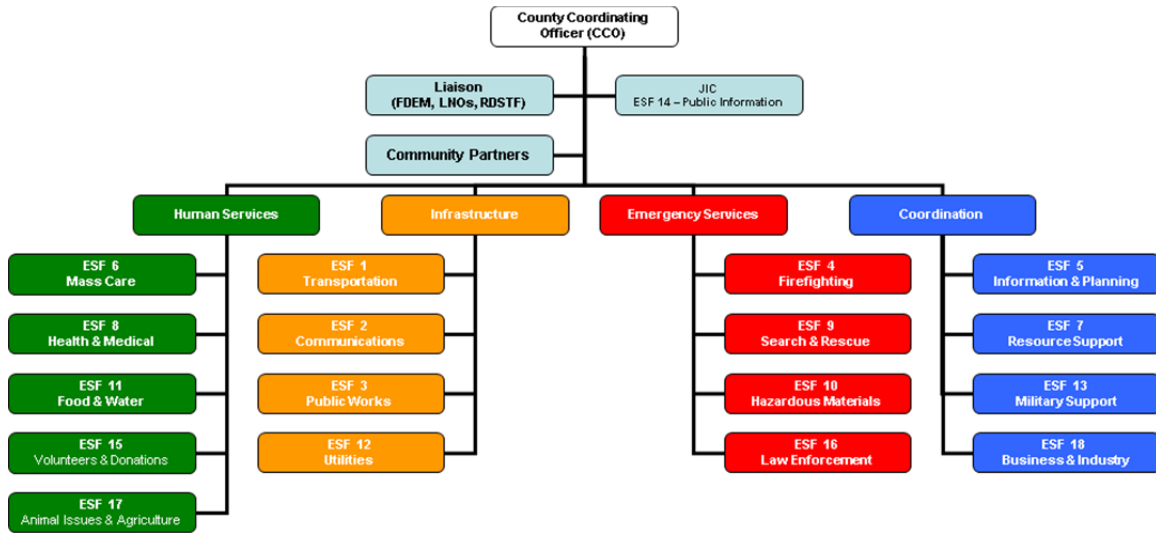 County Coordinating
Officer (CCO)
Liaison
(FDEM, LNOs, RDSTF)
JIC
ESF 14 – Public Information
Community Partners
Human Services
Infrastructure
Emergency Services
Coordination
ESF 6
Mass Care
ESF 8
Health & Medical
ESF 11
Food & Water
ESF 15
Volunteers & Donations
ESF 17
Animal Issues & Agriculture
ESF 1
Transportation
ESF 2
Communications
ESF 3
Public Works
ESF 12
Utilities
ESF 4
Firefighting
ESF 9
Search & Rescue
ESF 10
Hazardous Materials
ESF 16
Law Enforcement
ESF 5
Information & Planning
ESF 7
Resource Support
ESF 13
Military Support
ESF 18
Business & Industry